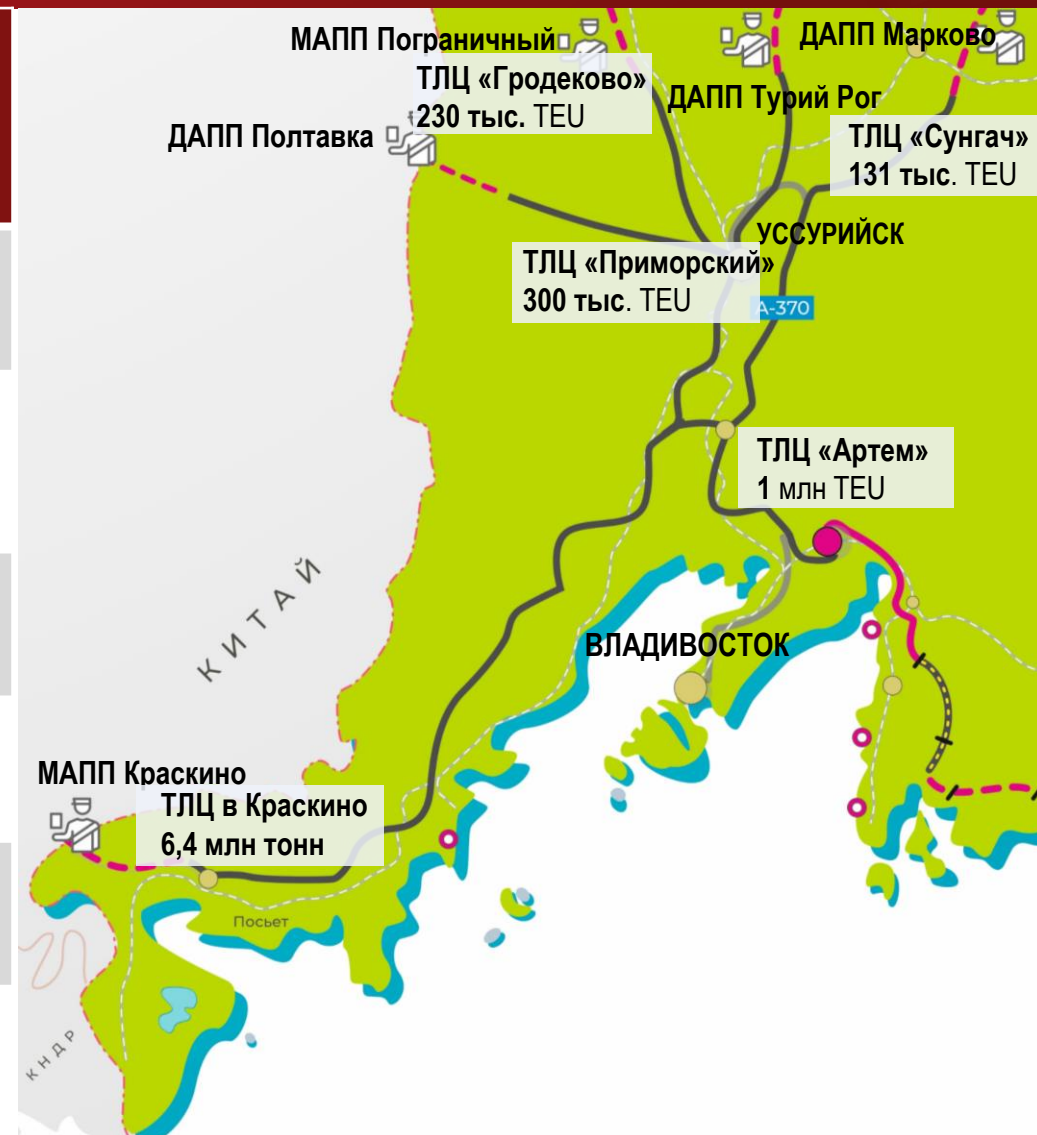 МАПП Пограничный
ТЛЦ «Гродеково»
230 тыс. TEU
ДАПП Марково
ДАПП Турий Рог
ДАПП Полтавка
ТЛЦ «Сунгач»
131 тыс. TEU
УССУРИЙСК
ТЛЦ «Приморский»
300 тыс. TEU
А-370
ТЛЦ «Артем»
1 млн TEU
КИТАЙ
ВЛАДИВОСТОК
МАПП Краскино
ТЛЦ в Краскино
6,4 млн тонн
Посьет
КНДР